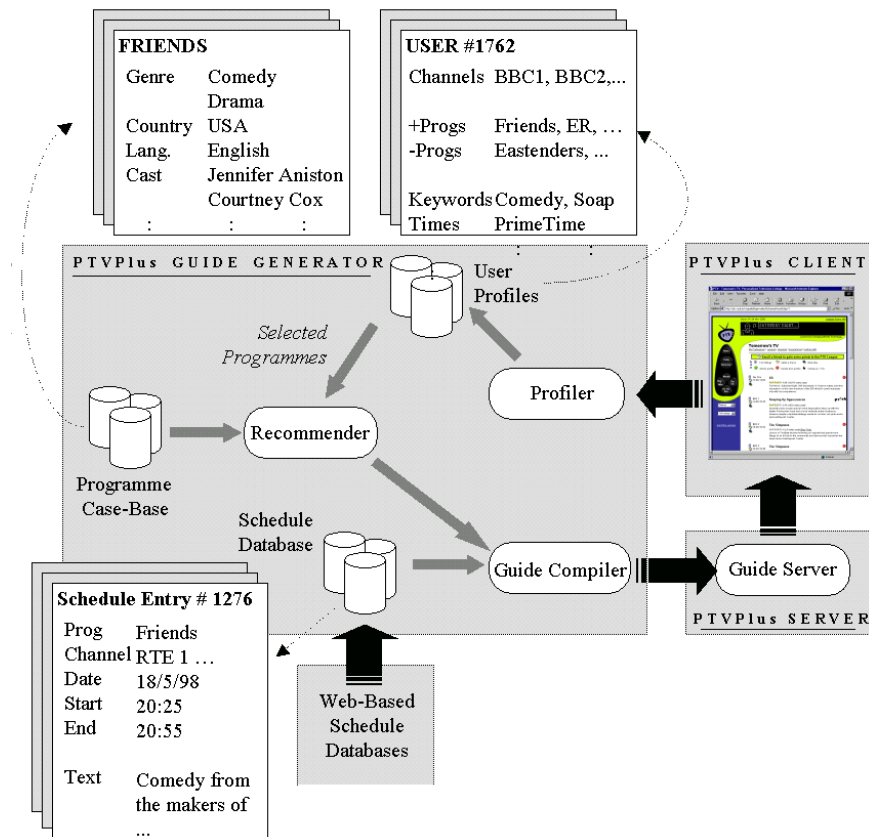 FRIENDS
Genre Comedy
Drama
Country USA
Lang. English
Cast Jennifer Aniston
Courtney Cox
: : :
USER #1762
Channels BBC1, BBC2,...
+Progs Friends, ER, …
-Progs Eastenders, ...
Keywords Comedy, Soap
Times PrimeTime
: :
PTVPlus GUIDE GENERATOR
User
Profiles
Selected
Programmes
Profiler
Recommender
Programme
Case-Base
Schedule
Database
Guide Compiler
PTVPlus CLIENT
Tomorrow's TV
Guide Server
PTVPlus SERVER
Schedule Entry # 1276
Prog Friends
Channel RTE 1 …
Date 18/5/98
Start 20:25
End 20:55
Text Comedy from
the makers of
...
Web-Based
Schedule
Databases